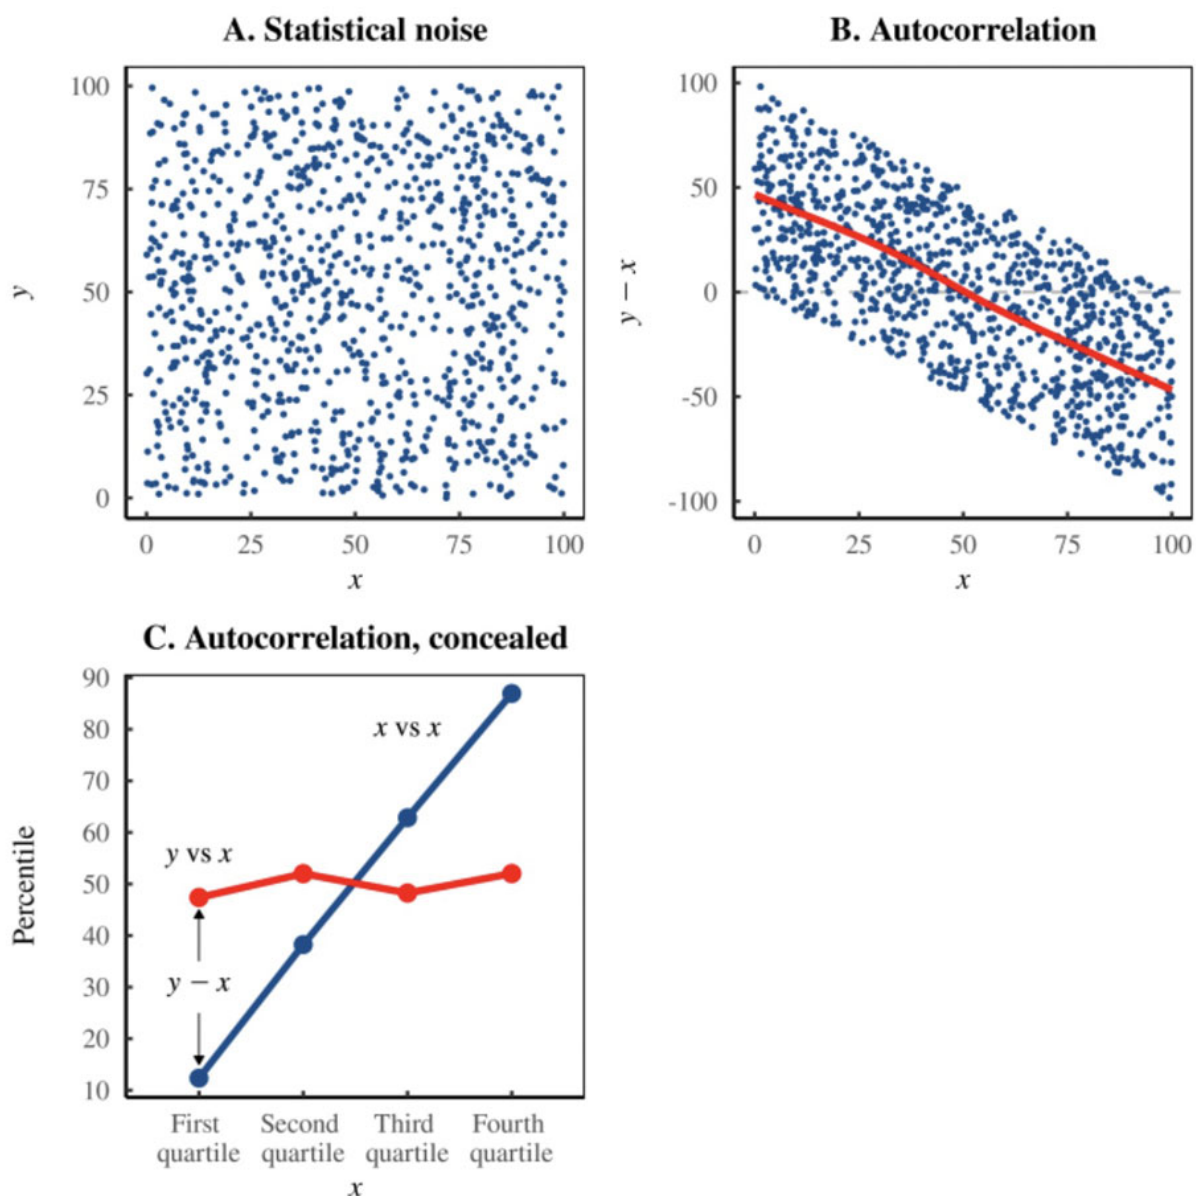 A. Statistical noise
100
75
50
25
0
y
0 25 50 75 100
x
B. Autocorrelation
100
50
0
-50
-100
y − x
0 25 50 75 100
x
C. Autocorrelation, concealed
90
80
70
60
50
40
30
20
10
Percentile
x vs x
y vs x
y − x
First Second Third Fourth
quartile quartile quartile quartile
x